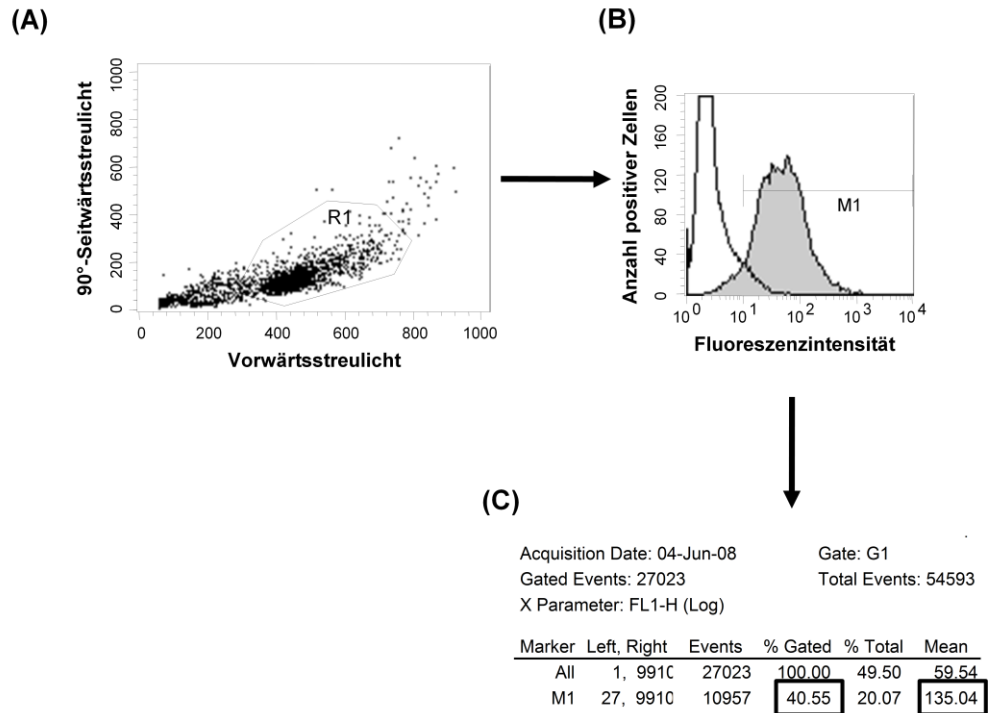 (A)
90°-Seitwärtsstreulicht
1000
800
600
400
200
0
R1
0 200 400 600 800 1000
Vorwärtsstreulicht
(B)
Anzahl positiver Zellen
200
160
120
80
40
0
M1
10^0 10^1 10^2 10^3 10^4
Fluoreszenzintensität
(C)
Acquisition Date: 04-Jun-08 Gate: G1
Gated Events: 27023 Total Events: 54593
X Parameter: FL1-H (Log)
Marker Left, Right Events % Gated % Total Mean
All 1, 9910 27023 100.00 49.50 59.54
M1 27, 9910 10957 40.55 20.07 135.04